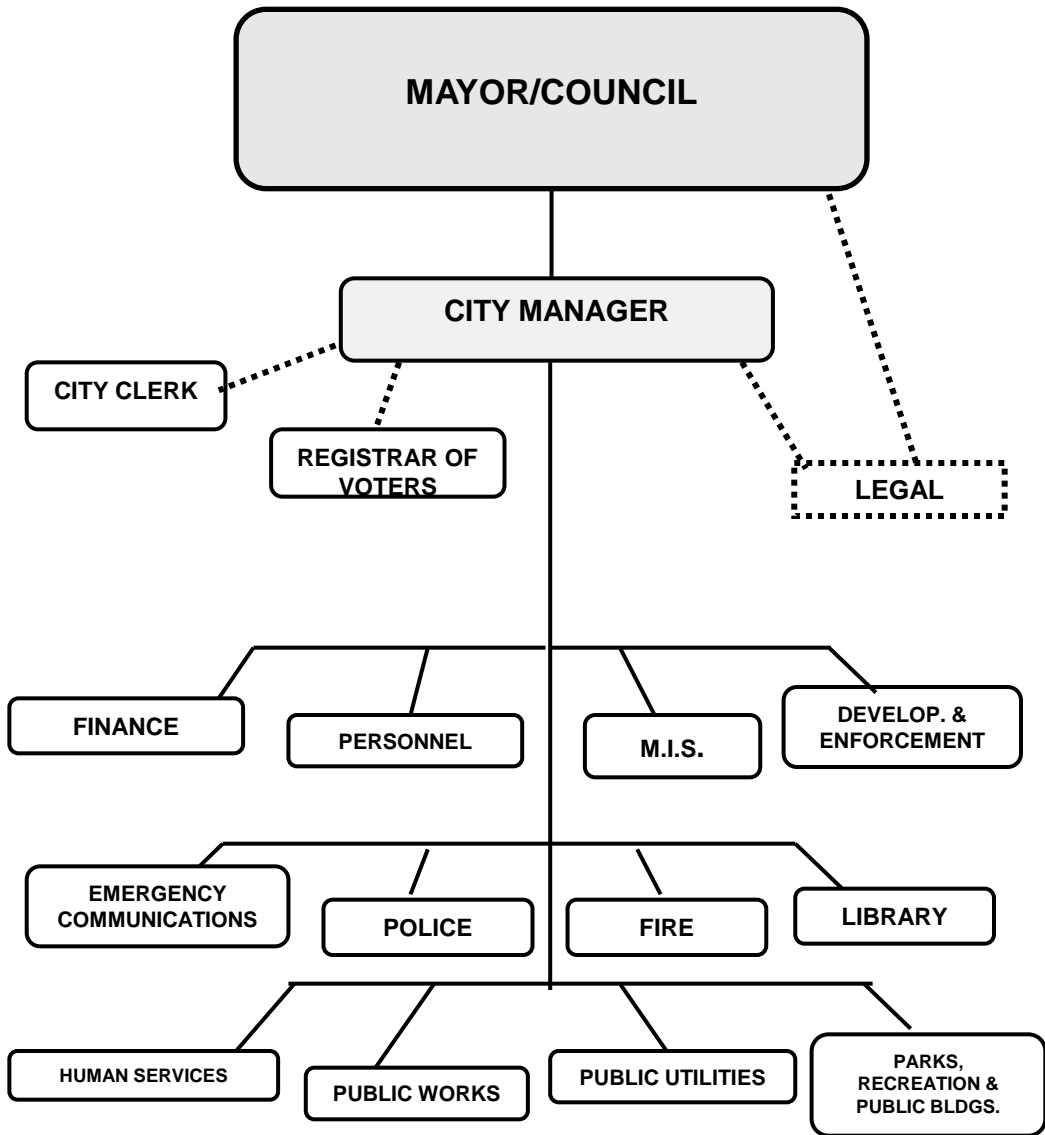 MAYOR/COUNCIL
CITY MANAGER
CITY CLERK
REGISTRAR OF
VOTERS
LEGAL
FINANCE
PERSONNEL
M.I.S.
DEVELOP. &
ENFORCEMENT
EMERGENCY
COMMUNICATIONS
POLICE
FIRE
LIBRARY
HUMAN SERVICES
PUBLIC WORKS
PUBLIC UTILITIES
PARKS,
RECREATION &
PUBLIC BLDGS.